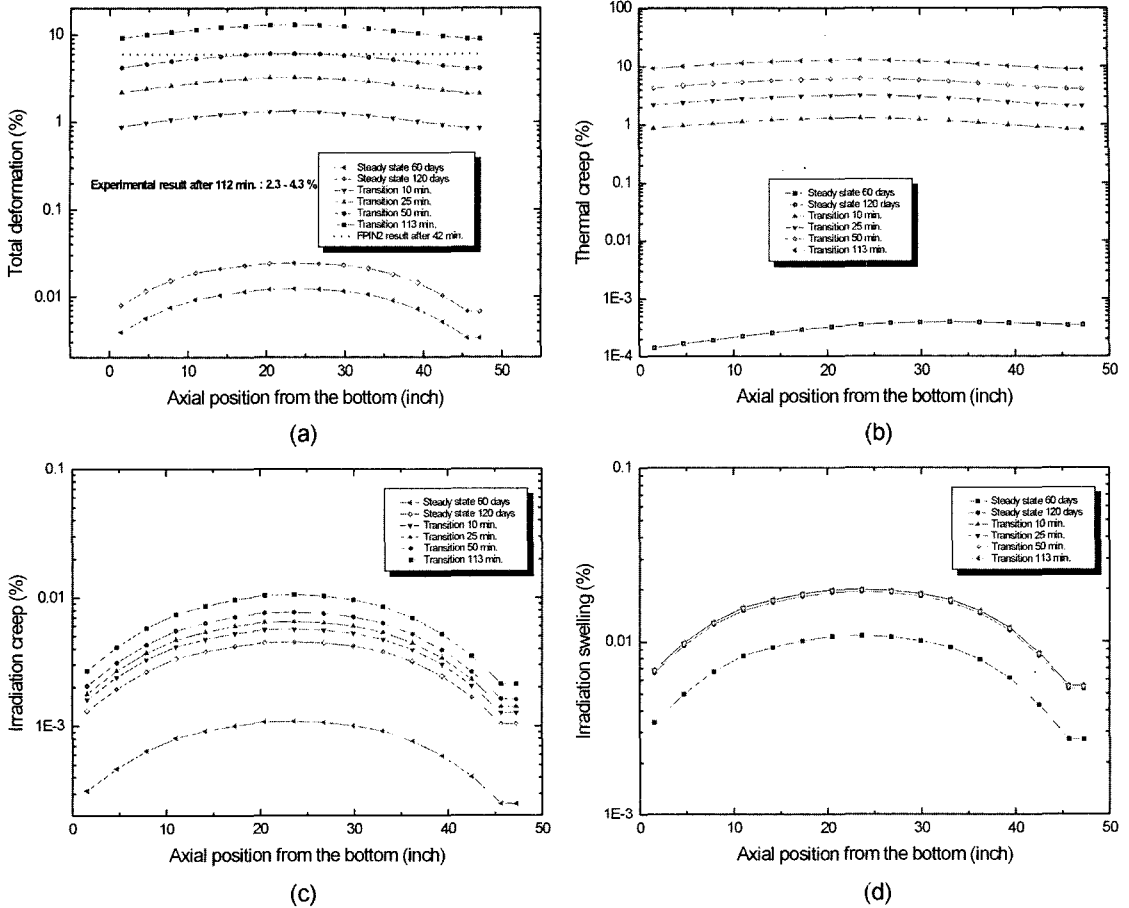 10
1
0.1
0.01
Total deformation (%)
Experimental result after 112 min. : 2.3 - 4.3 %
Steady state 60 days
Steady state 120 days
Transition 10 min.
Transition 25 min.
Transition 50 min.
Transition 113 min.
FPIN2 result after 42 min.
0 10 20 30 40 50
Axial position from the bottom (inch)
(a)
100
10
1
0.1
0.01
1E-3
1E-4
Thermal creep (%)
Steady state 60 days
Steady state 120 days
Transition 10 min.
Transition 25 min.
Transition 50 min.
Transition 113 min.
0 10 20 30 40 50
Axial position from the bottom (inch)
(b)
0.1
0.01
1E-3
Irradiation creep (%)
Steady state 60 days
Steady state 120 days
Transition 10 min.
Transition 25 min.
Transition 50 min.
Transition 113 min.
0 10 20 30 40 50
Axial position from the bottom (inch)
(c)
0.1
0.01
1E-3
Irradiation swelling (%)
Steady state 60 days
Steady state 120 days
Transition 10 min.
Transition 25 min.
Transition 50 min.
Transition 113 min.
0 10 20 30 40 50
Axial position from the bottom (inch)
(d)